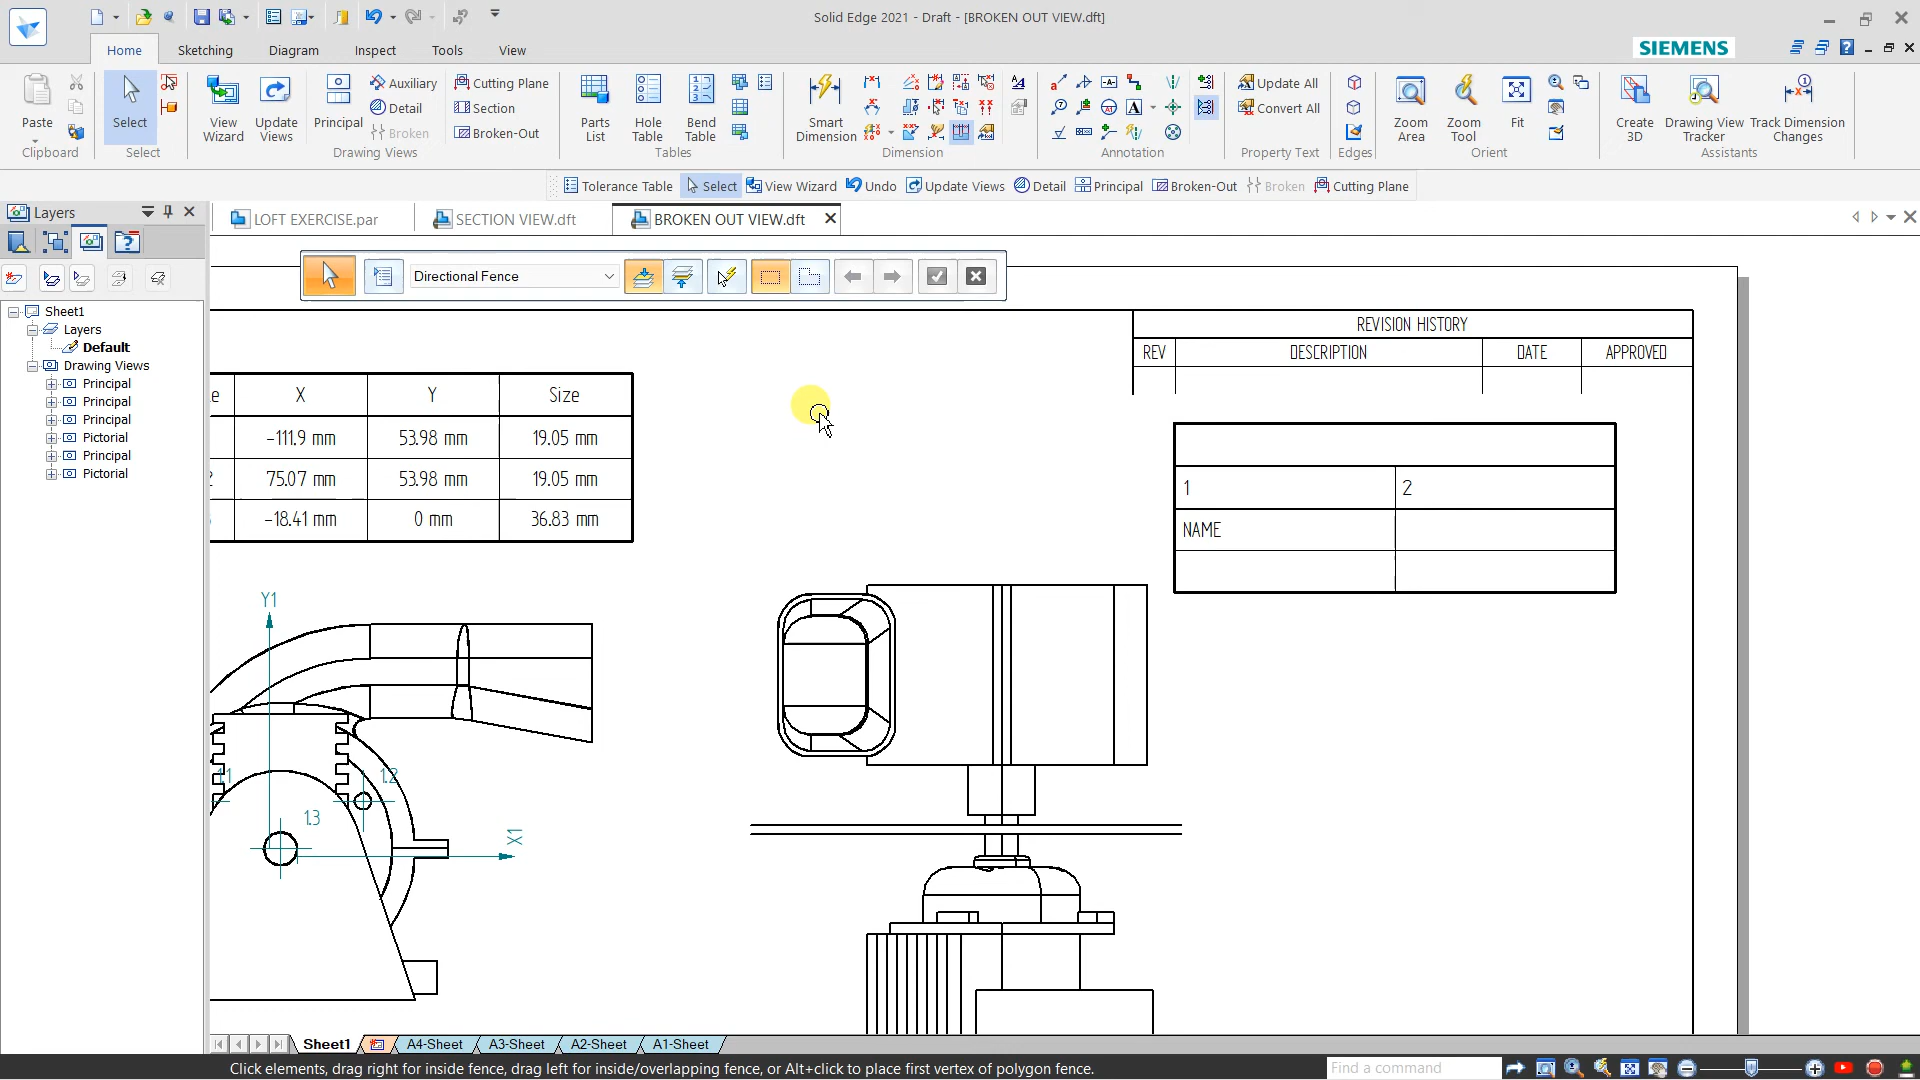 Solid Edge 2021 - Draft - [BROKEN OUT VIEW.dft]
Home Sketching Diagram Inspect Tools View
SIEMENS
Auxiliary Cutting Plane
Update All
Detail Section
Convert All
Paste Select View Wizard Update Views Principal Broken Broken-Out Parts List Hole Table Bend Table Smart Dimension Zoom Area Zoom Tool Fit Create 3D Drawing View Tracker Track Dimension Changes
Clipboard Select Drawing Views Tables Dimension Annotation Property Text Edges Orient Assistants
Tolerance Table Select View Wizard Undo Update Views Detail Principal Broken-Out Broken Cutting Plane
Layers
LOFT EXERCISE.par SECTION VIEW.dft BROKEN OUT VIEW.dft
Directional Fence
Sheet1
Layers
Default
Drawing Views
Principal
Principal
Principal
Pictorial
Principal
Pictorial
REVISION HISTORY
REV DESCRIPTION DATE APPROVED
e X Y Size
-111.9 mm 53.98 mm 19.05 mm
2 75.07 mm 53.98 mm 19.05 mm
-18.41 mm 0 mm 36.83 mm
1 2
NAME
Y1
1.2
1.3
X1
Sheet1 A4-Sheet A3-Sheet A2-Sheet A1-Sheet
Click elements, drag right for inside fence, drag left for inside/overlapping fence, or Alt+click to place first vertex of polygon fence.
Find a command